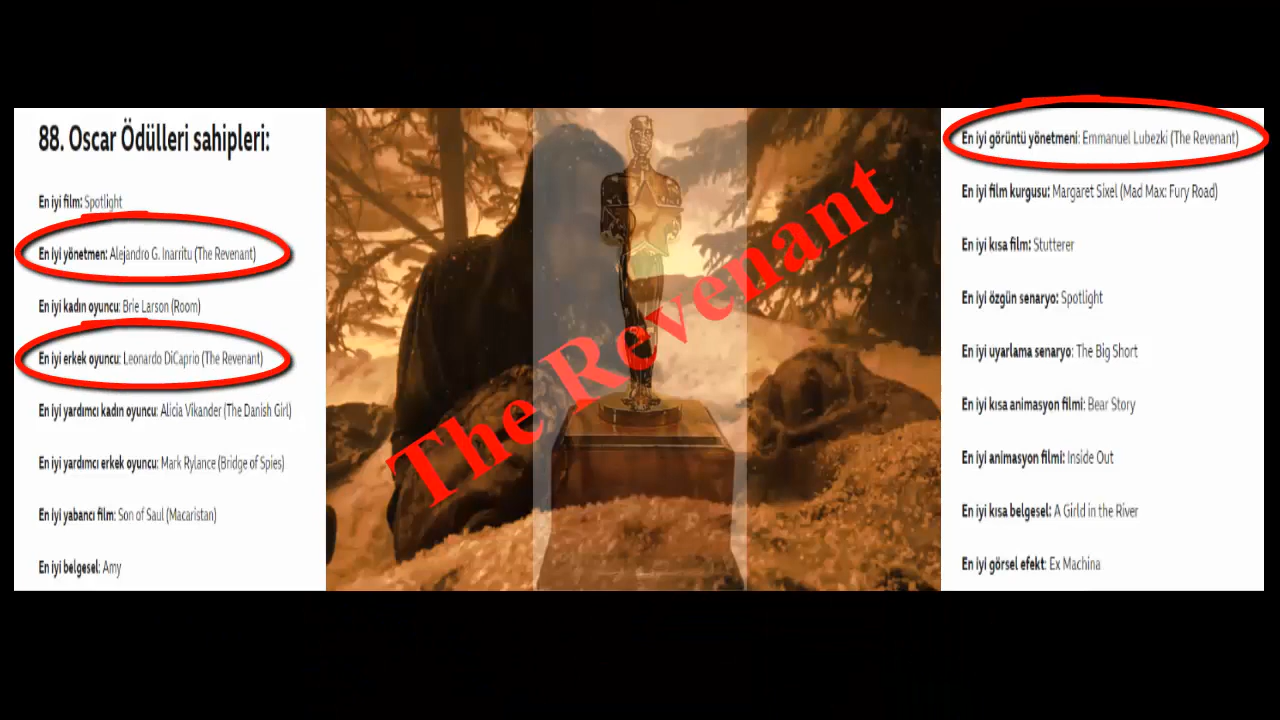 88. Oscar Ödülleri sahipleri:
En iyi film: Spotlight
En iyi yönetmen: Alejandro G. Inarritu (The Revenant)
En iyi kadın oyuncu: Brie Larson (Room)
En iyi erkek oyuncu: Leonardo DiCaprio (The Revenant)
En iyi yardımcı kadın oyuncu: Alicia Vikander (The Danish Girl)
En iyi yardımcı erkek oyuncu: Mark Rylance (Bridge of Spies)
En iyi yabancı film: Son of Saul (Macaristan)
En iyi belgesel: Amy
The Revenant
En iyi görüntü yönetmeni: Emmanuel Lubezki (The Revenant)
En iyi film kurgusu: Margaret Sixel (Mad Max: Fury Road)
En iyi kısa film: Stutterer
En iyi özgün senaryo: Spotlight
En iyi uyarlama senaryo: The Big Short
En iyi kısa animasyon filmi: Bear Story
En iyi animasyon filmi: Inside Out
En iyi kısa belgesel: A Girld in the River
En iyi görsel efekt: Ex Machina